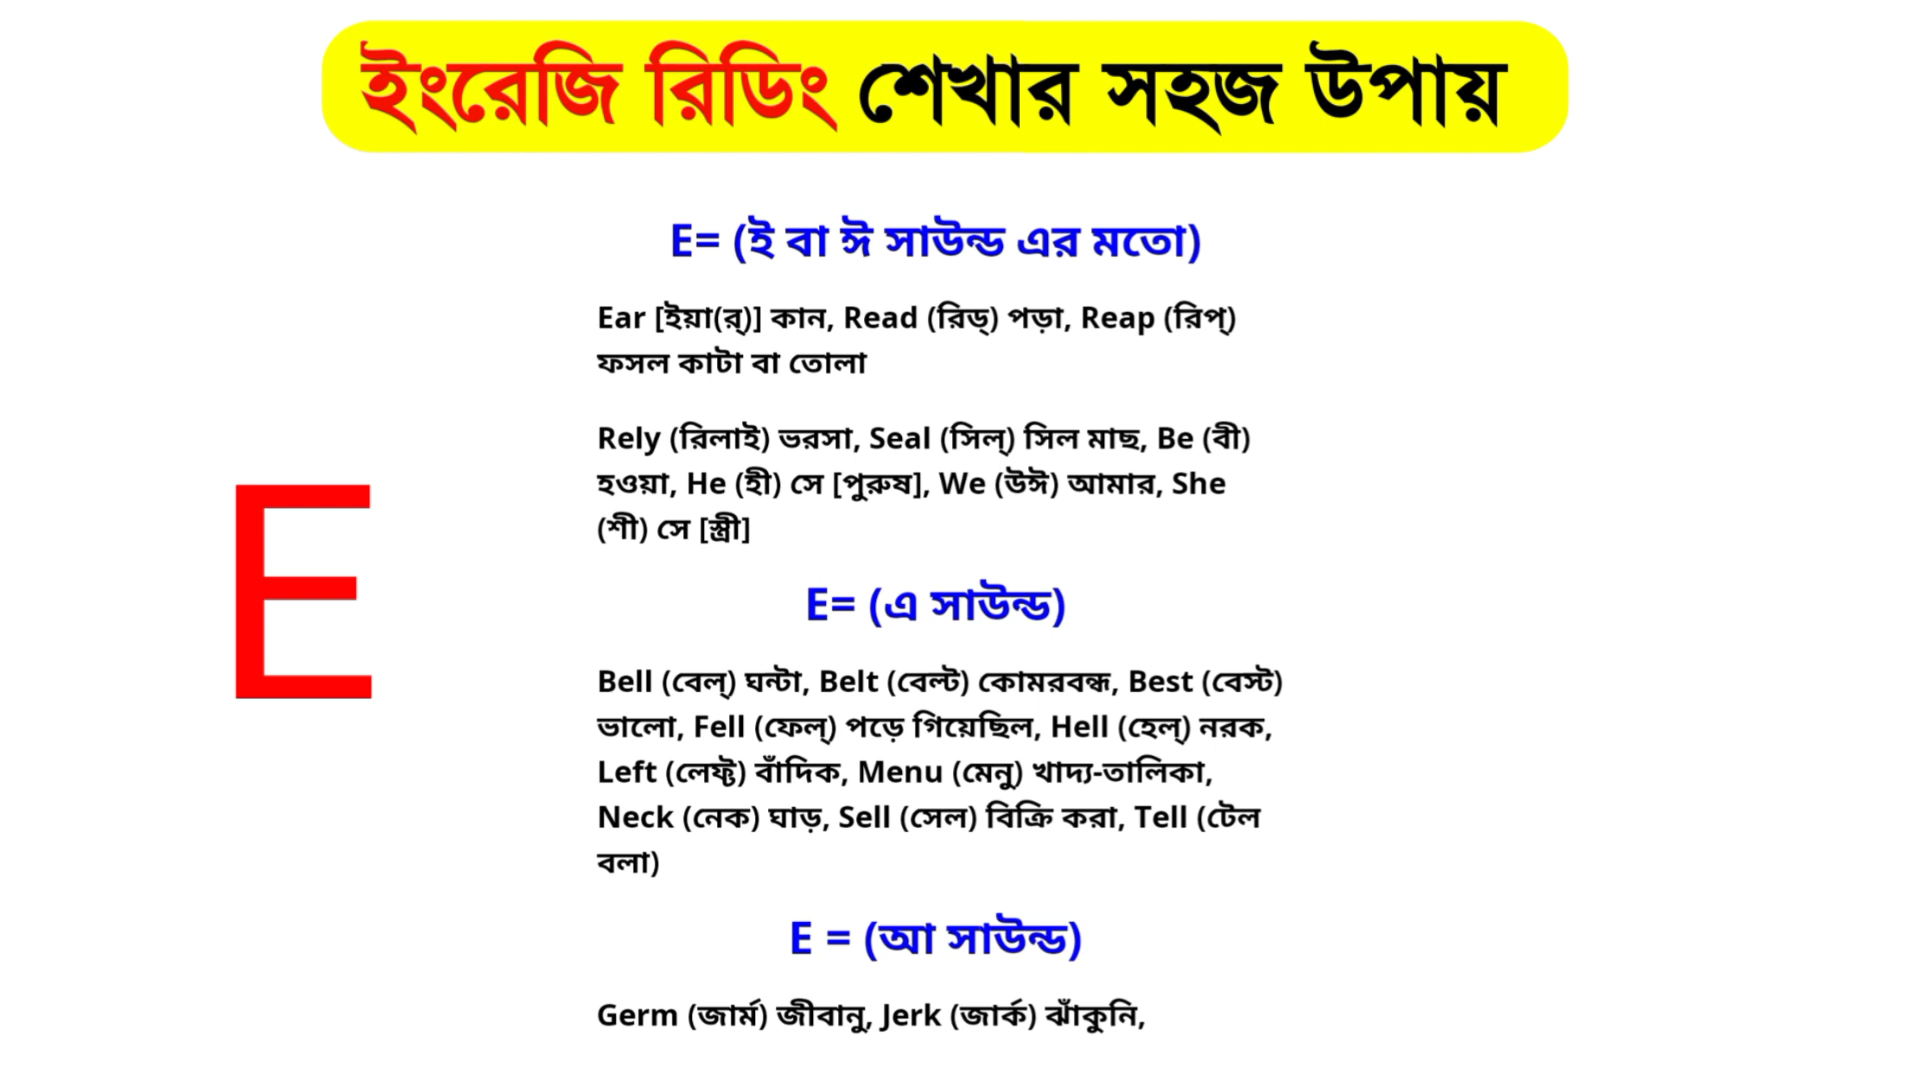 ইংরেজি রিডিং শেখার সহজ উপায়
E= (ই বা ঈ সাউন্ড এর মতো)
Ear [ইয়া(র্)] কান, Read (রিড্) পড়া, Reap (রিপ্)
ফসল কাটা বা তোলা
Rely (রিলাই) ভরসা, Seal (সিল্) সিল মাছ, Be (বী)
হওয়া, He (হী) সে [পুরুষ], We (উঈ) আমার, She
(শী) সে [স্ত্রী]
E
E= (এ সাউন্ড)
Bell (বেল্) ঘন্টা, Belt (বেল্ট) কোমরবন্ধ, Best (বেস্ট)
ভালো, Fell (ফেল্) পড়ে গিয়েছিল, Hell (হেল্) নরক,
Left (লেফ্ট) বাঁদিক, Menu (মেনু) খাদ্য-তালিকা,
Neck (নেক) ঘাড়, Sell (সেল) বিক্রি করা, Tell (টেল
বলা)
E = (আ সাউন্ড)
Germ (জার্ম) জীবানু, Jerk (জার্ক) ঝাঁকুনি,